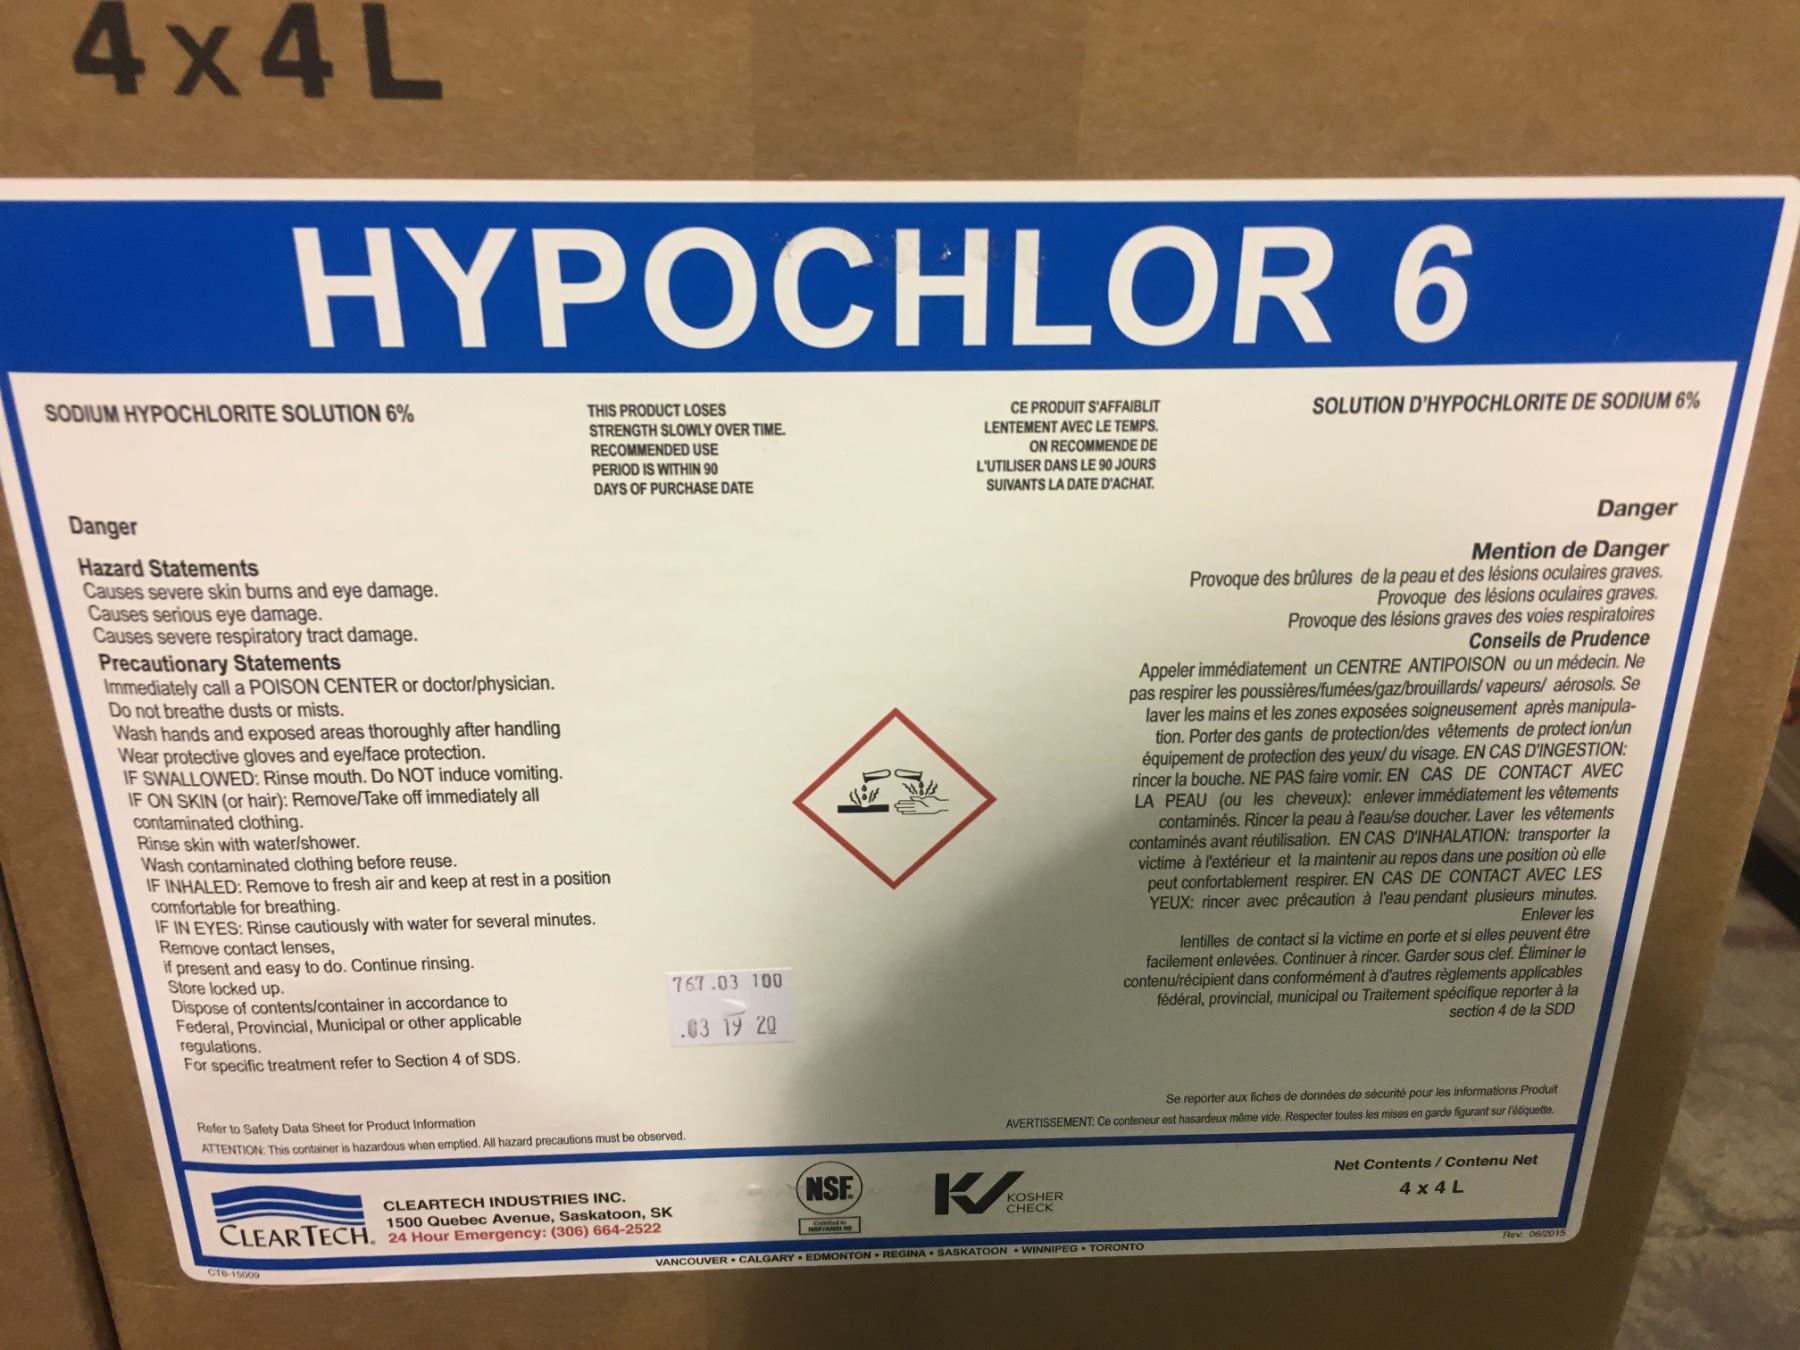 4x4L
HYPOCHLOR 6
SODIUM HYPOCHLORITE SOLUTION 6%
THIS PRODUCT LOSES
STRENGTH SLOWLY OVER TIME.
RECOMMENDED USE
PERIOD IS WITHIN 90
DAYS OF PURCHASE DATE
CE PRODUIT S'AFFAIBLIT
LENTEMENT AVEC LE TEMPS.
ON RECOMMENDE DE
L'UTILISER DANS LE 90 JOURS
SUIVANTS LA DATE D'ACHAT.
SOLUTION D'HYPOCHLORITE DE SODIUM 6%
Danger
Hazard Statements
Causes severe skin burns and eye damage.
Causes serious eye damage.
Causes severe respiratory tract damage.
Precautionary Statements
Immediately call a POISON CENTER or doctor/physician.
Do not breathe dusts or mists.
Wash hands and exposed areas thoroughly after handling
Wear protective gloves and eye/face protection.
IF SWALLOWED: Rinse mouth. Do NOT induce vomiting.
IF ON SKIN (or hair): Remove/Take off immediately all
contaminated clothing.
Rinse skin with water/shower.
Wash contaminated clothing before reuse.
IF INHALED: Remove to fresh air and keep at rest in a position
comfortable for breathing.
IF IN EYES: Rinse cautiously with water for several minutes.
Remove contact lenses,
if present and easy to do. Continue rinsing.
Store locked up.
Dispose of contents/container in accordance to
Federal, Provincial, Municipal or other applicable
regulations.
For specific treatment refer to Section 4 of SDS.
Danger
Mention de Danger
Provoque des brûlures de la peau et des lésions oculaires graves.
Provoque des lésions oculaires graves.
Provoque des lésions graves des voies respiratoires
Conseils de Prudence
Appeler immédiatement un CENTRE ANTIPOISON ou un médecin. Ne
pas respirer les poussières/fumées/gaz/brouillards/ vapeurs/ aérosols. Se
laver les mains et les zones exposées soigneusement après manipula-
tion. Porter des gants de protection/des vêtements de protect ion/un
équipement de protection des yeux/ du visage. EN CAS D'INGESTION:
rincer la bouche. NE PAS faire vomir. EN CAS DE CONTACT AVEC
LA PEAU (ou les cheveux): enlever immédiatement les vêtements
contaminés. Rincer la peau à l'eau/se doucher. Laver les vêtements
contaminés avant réutilisation. EN CAS D'INHALATION: transporter la
victime à l'extérieur et la maintenir au repos dans une position où elle
peut confortablement respirer. EN CAS DE CONTACT AVEC LES
YEUX: rincer avec précaution à l'eau pendant plusieurs minutes.
Enlever les
lentilles de contact si la victime en porte et si elles peuvent être
facilement enlevées. Continuer à rincer. Garder sous clef. Éliminer le
contenu/récipient dans conformément à d'autres règlements applicables
fédéral, provincial, municipal ou Traitement spécifique reporter à la
section 4 de la SDD
767.03 100
.03 19 20
Refer to Safety Data Sheet for Product Information
ATTENTION: This container is hazardous when emptied. All hazard precautions must be observed.
Se reporter aux fiches de données de sécurité pour les informations Produit
AVERTISSEMENT: Ce conteneur est hasardeux même vide. Respecter toutes les mises en garde figurant sur l'étiquette.
CLEARTECH®
CLEARTECH INDUSTRIES INC.
1500 Quebec Avenue, Saskatoon, SK
24 Hour Emergency: (306) 664-2522
NSF®
Certified to
NSF/ANSI 60
KV KOSHER
CHECK
Net Contents / Contenu Net
4 x 4 L
VANCOUVER • CALGARY • EDMONTON • REGINA • SASKATOON • WINNIPEG • TORONTO
CT6-15009
Rev: 06/2015